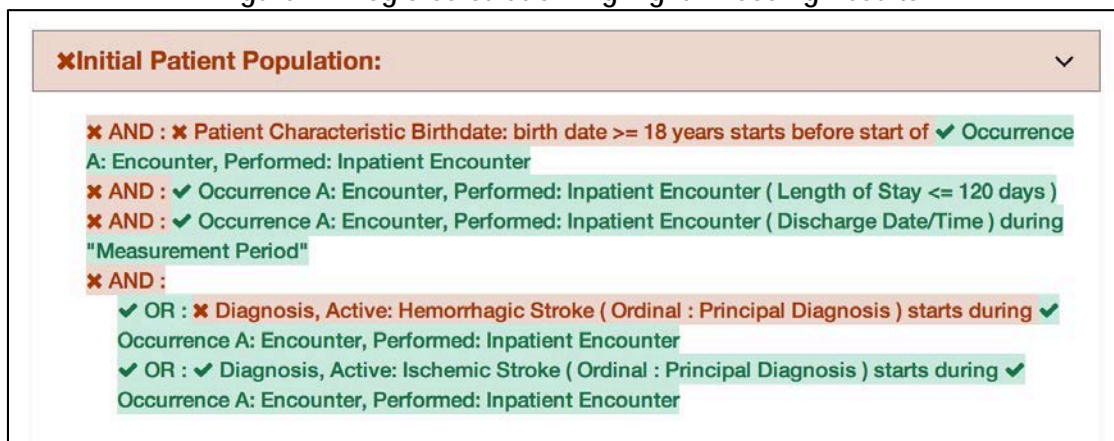 ✖Initial Patient Population:
✖ AND : ✖ Patient Characteristic Birthdate: birth date >= 18 years starts before start of ✔ Occurrence
A: Encounter, Performed: Inpatient Encounter
✖ AND : ✔ Occurrence A: Encounter, Performed: Inpatient Encounter ( Length of Stay <= 120 days )
✖ AND : ✔ Occurrence A: Encounter, Performed: Inpatient Encounter ( Discharge Date/Time ) during
"Measurement Period"
✖ AND :
✔ OR : ✖ Diagnosis, Active: Hemorrhagic Stroke ( Ordinal : Principal Diagnosis ) starts during ✔
Occurrence A: Encounter, Performed: Inpatient Encounter
✔ OR : ✔ Diagnosis, Active: Ischemic Stroke ( Ordinal : Principal Diagnosis ) starts during ✔
Occurrence A: Encounter, Performed: Inpatient Encounter